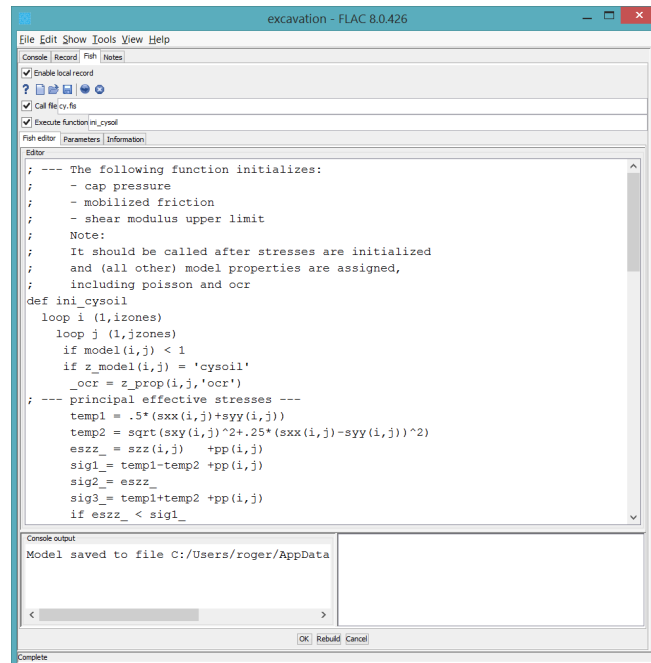 excavation - FLAC 8.0.426
File Edit Show Tools View Help
Console Record Fish Notes
Enable local record
?
Call file cy.fis
Execute function ini_cysoil
Fish editor Parameters Information
Editor
; --- The following function initializes:
;     - cap pressure
;     - mobilized friction
;     - shear modulus upper limit
;     Note:
;     It should be called after stresses are initialized
;     and (all other) model properties are assigned,
;     including poisson and ocr
def ini_cysoil
  loop i (1,izones)
    loop j (1,jzones)
     if model(i,j) < 1
     if z_model(i,j) = 'cysoil'
      _ocr = z_prop(i,j,'ocr')
; --- principal effective stresses ---
      temp1 = .5*(sxx(i,j)+syy(i,j))
      temp2 = sqrt(sxy(i,j)^2+.25*(sxx(i,j)-syy(i,j))^2)
      eszz_ = szz(i,j)   +pp(i,j)
      sig1_= temp1-temp2 +pp(i,j)
      sig2_= eszz_
      sig3_= temp1+temp2 +pp(i,j)
      if eszz_ < sig1_
Console output
Model saved to file C:/Users/roger/AppData
OK Rebuild Cancel
Complete